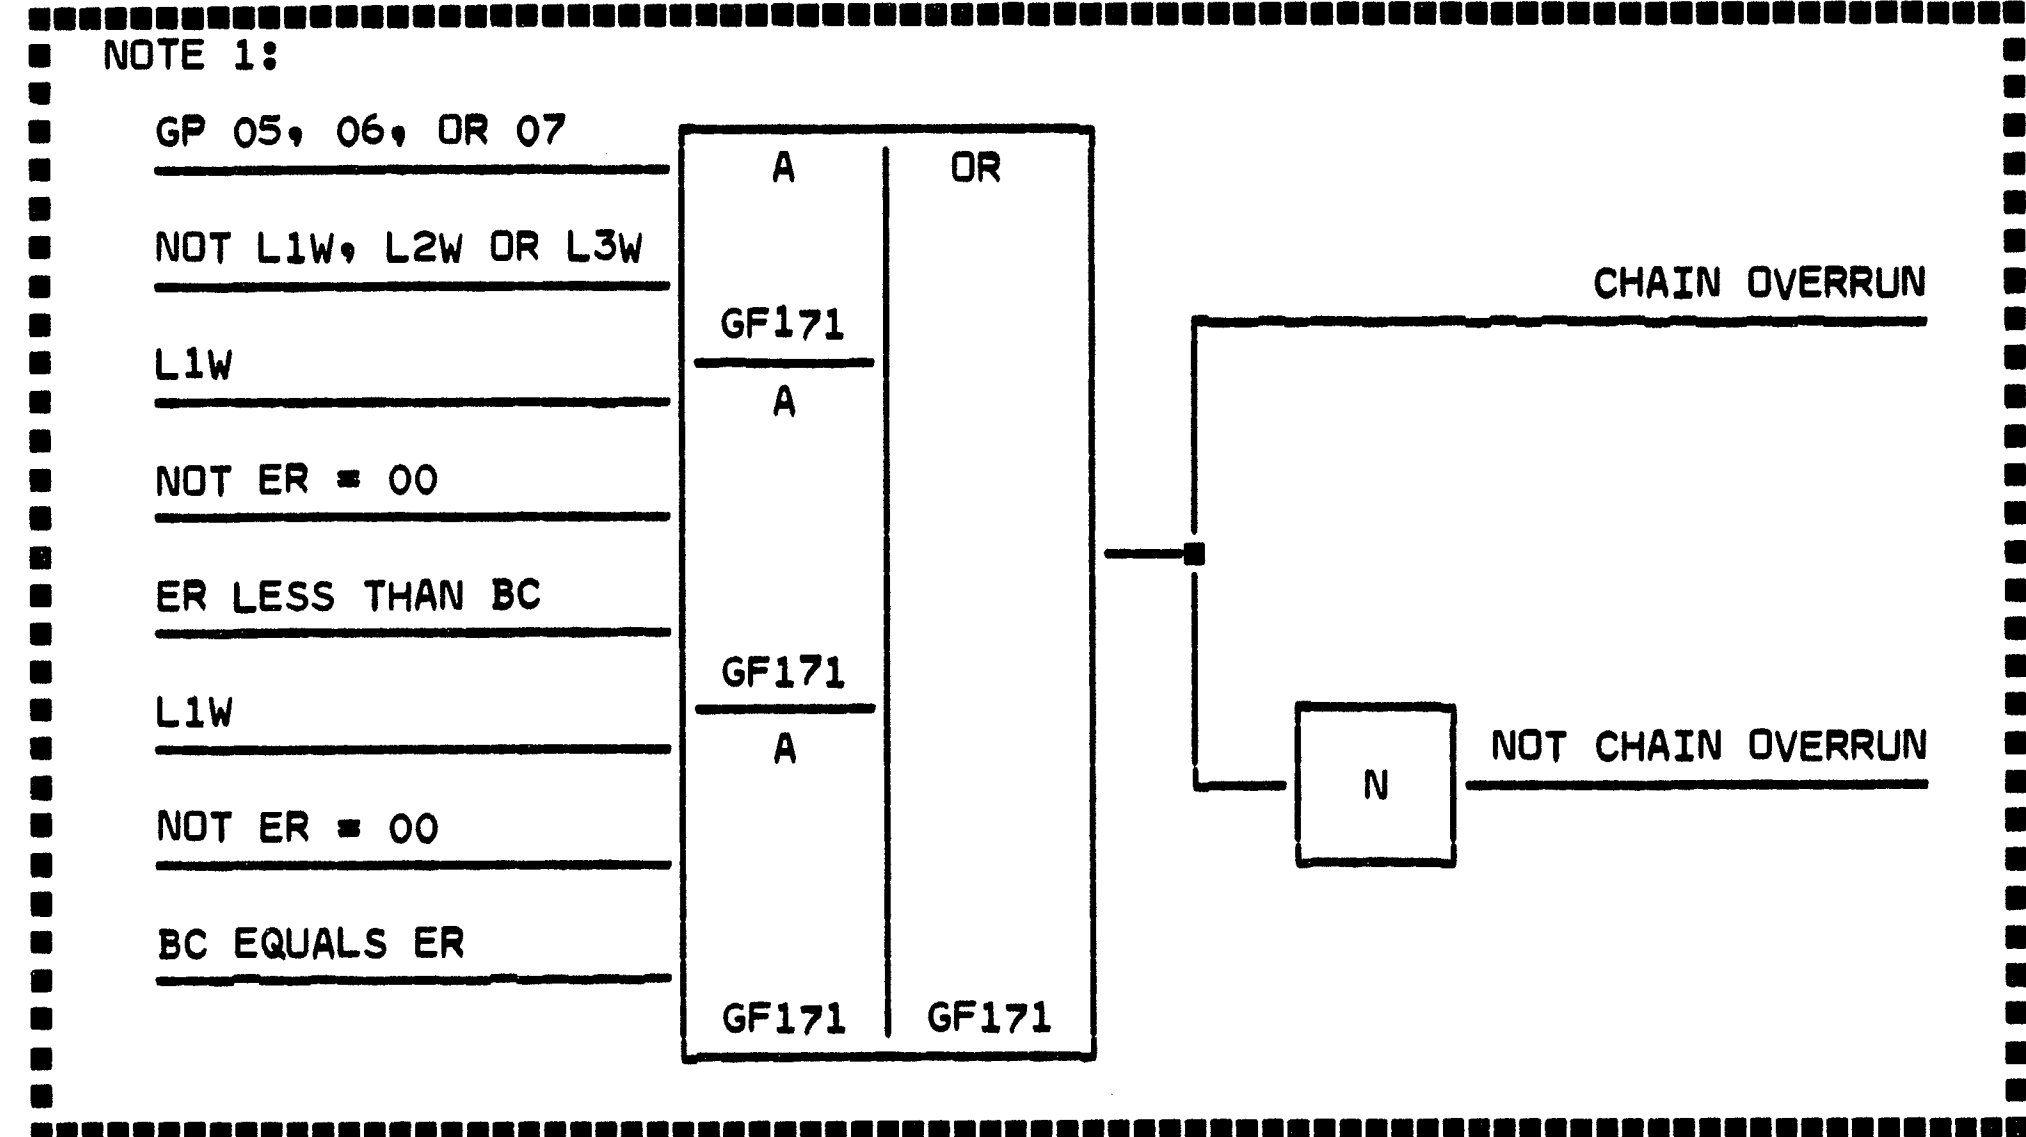 NOTE 1:
GP 05, 06, OR 07
A
OR
NOT L1W, L2W OR L3W
CHAIN OVERRUN
GF171
L1W
A
NOT ER = 00
ER LESS THAN BC
GF171
L1W
A
NOT CHAIN OVERRUN
N
NOT ER = 00
BC EQUALS ER
GF171
GF171